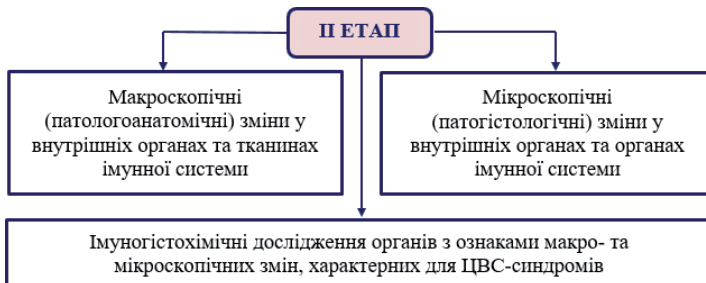 ІІ ЕТАП
Макроскопічні
(патологоанатомічні) зміни у
внутрішніх органах та тканинах
імунної системи
Мікроскопічні
(патогістологічні) зміни у
внутрішніх органах та органах
імунної системи
Імуногістохімічні дослідження органів з ознаками макро- та
мікроскопічних змін, характерних для ЦВС-синдромів